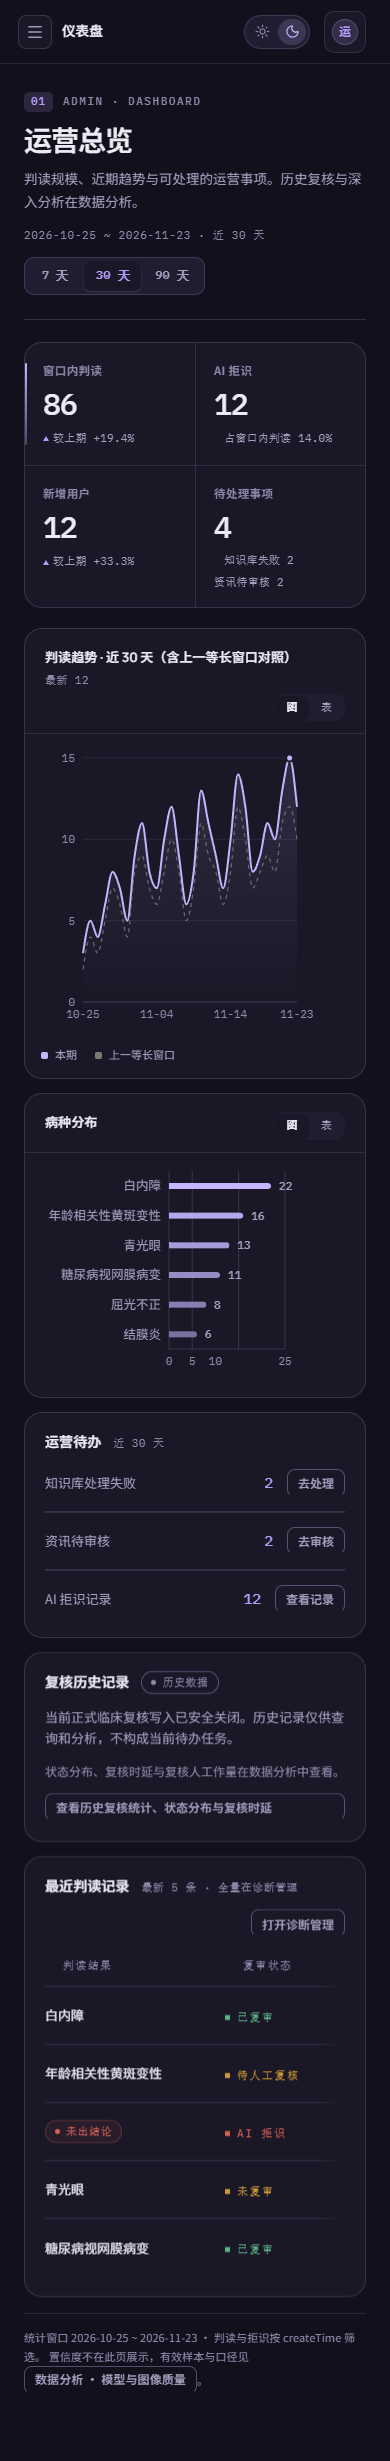 仪表盘
运
01 ADMIN · DASHBOARD
运营总览
判读规模、近期趋势与可处理的运营事项。历史复核与深
入分析在数据分析。
2026-10-25 ~ 2026-11-23 · 近 30 天
7 天 30 天 90 天
窗口内判读
86
较上期 +19.4%
AI 拒识
12
占窗口内判读 14.0%
新增用户
12
较上期 +33.3%
待处理事项
4
知识库失败 2
资讯待审核 2
判读趋势·近 30 天（含上一等长窗口对照）
最新 12
图 表
15
10
5
0
10-25 11-04 11-14 11-23
本期 上一等长窗口
病种分布
图 表
白内障 22
年龄相关性黄斑变性 16
青光眼 13
糖尿病视网膜病变 11
屈光不正 8
结膜炎 6
0 5 10 25
运营待办 近 30 天
知识库处理失败 2 去处理
资讯待审核 2 去审核
AI 拒识记录 12 查看记录
复核历史记录 历史数据
当前正式临床复核写入已安全关闭。历史记录仅供查
询和分析，不构成当前待办任务。
状态分布、复核时延与复核人工作量在数据分析中查看。
查看历史复核统计、状态分布与复核时延
最近判读记录 最新 5 条 · 全量在诊断管理
打开诊断管理
判读结果 复审状态
白内障 已复审
年龄相关性黄斑变性 待人工复核
未出结论 AI 拒识
青光眼 未复审
糖尿病视网膜病变 已复审
统计窗口 2026-10-25 ~ 2026-11-23 · 判读与拒识按 createTime 筛
选。 置信度不在此页展示，有效样本与口径见
数据分析 · 模型与图像质量 。